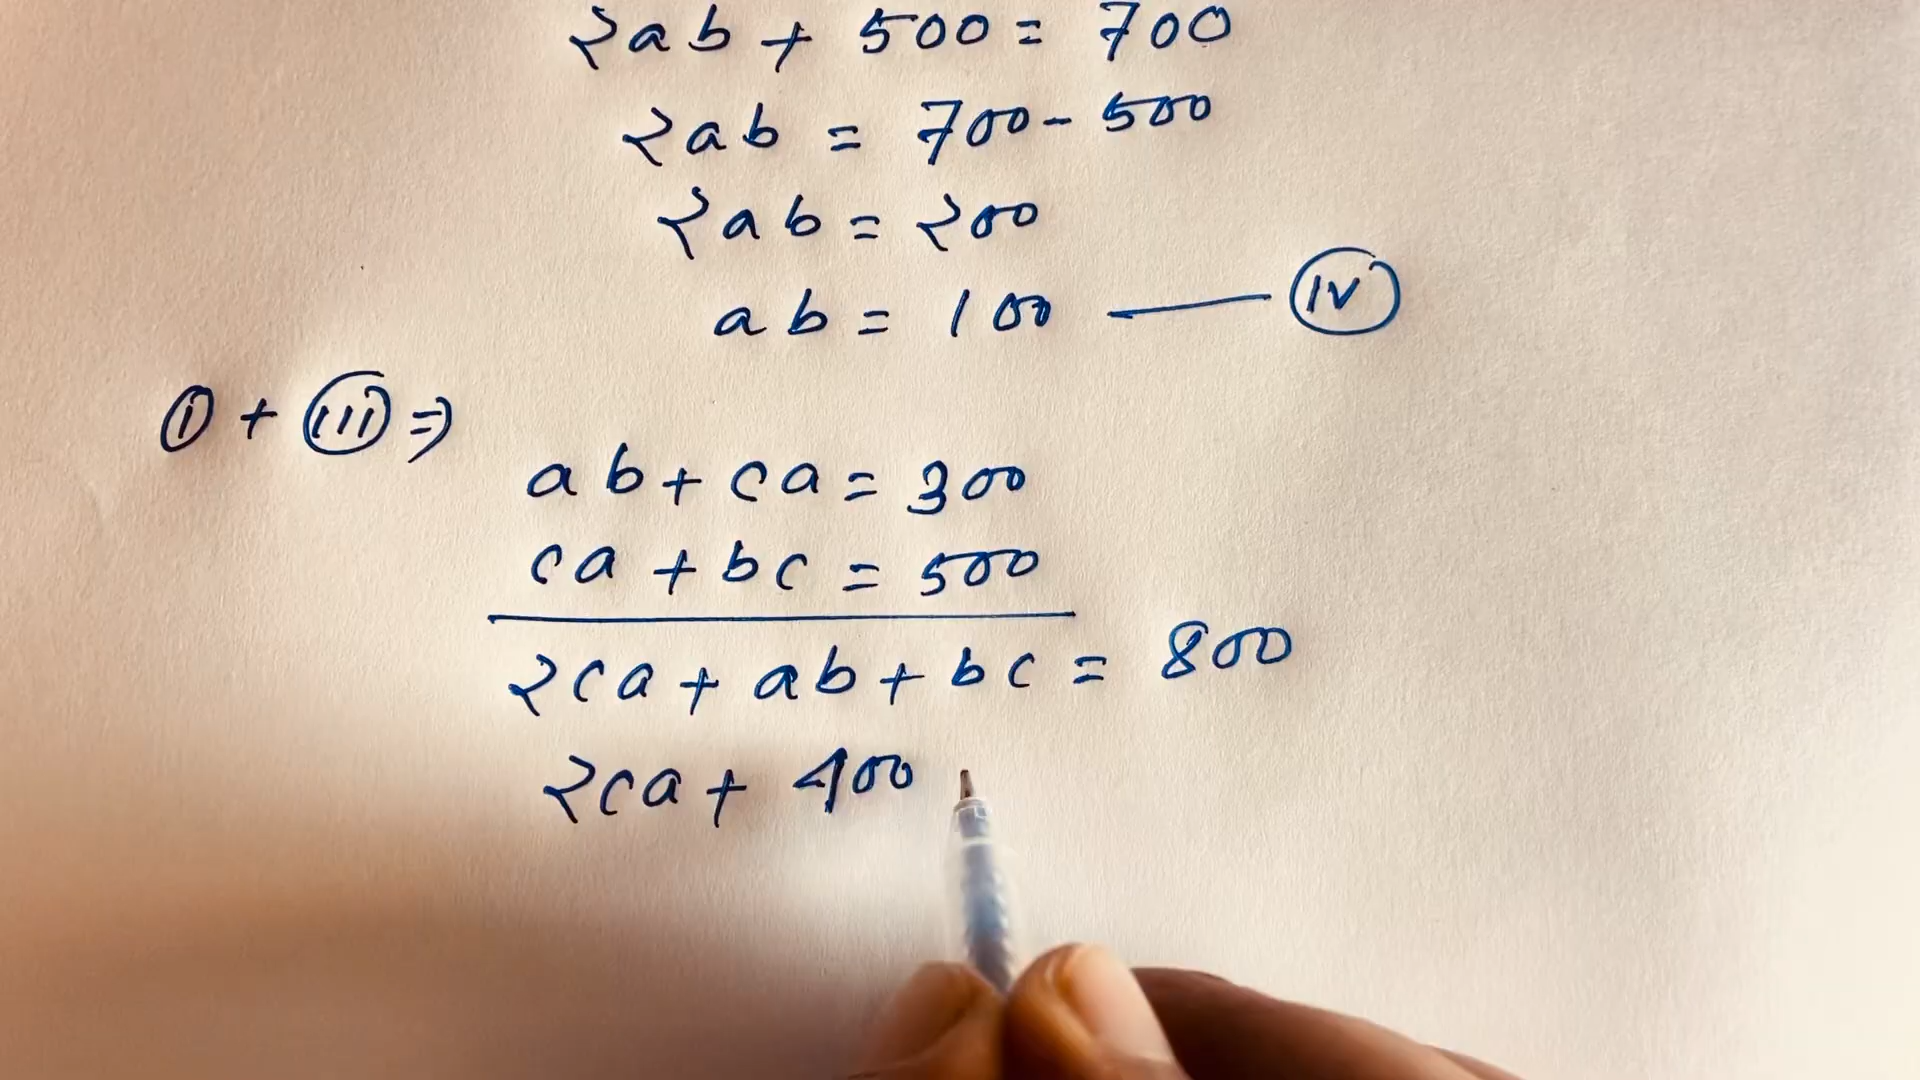 2ab + 500 = 700
2ab = 700 - 500
2ab = 200
ab = 100 —— (IV)
(I) + (III) ⇒
ab + ca = 300
ca + bc = 500
2ca + ab + bc = 800
2ca + 400